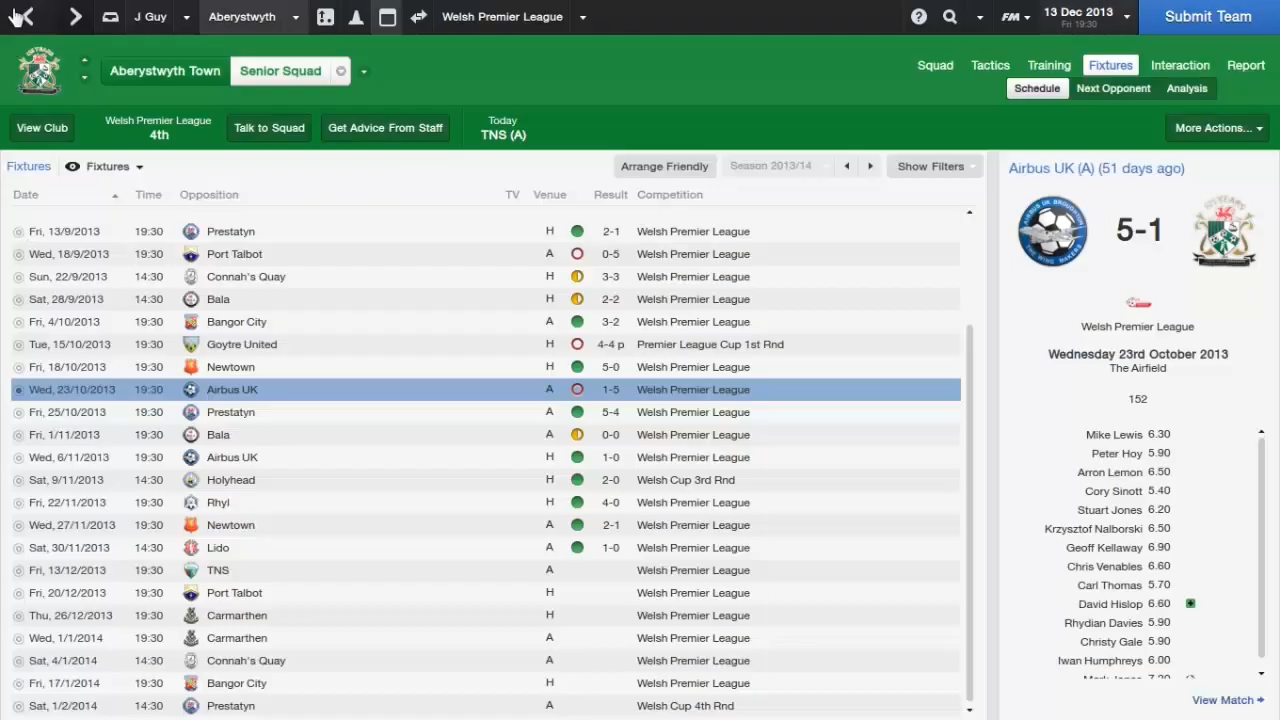 J Guy Aberystwyth Welsh Premier League FM 13 Dec 2013 Submit Team
Fri 19:30
Aberystwyth Town Senior Squad Squad Tactics Training Fixtures Interaction Report
Schedule Next Opponent Analysis
View Club Welsh Premier League Talk to Squad Get Advice From Staff Today More Actions...
4th TNS (A)
Fixtures Fixtures Arrange Friendly Season 2013/14 Show Filters
Date Time Opposition TV Venue Result Competition
Fri, 13/9/2013 19:30 Prestatyn H 2-1 Welsh Premier League
Wed, 18/9/2013 19:30 Port Talbot A 0-5 Welsh Premier League
Sun, 22/9/2013 14:30 Connah's Quay H 3-3 Welsh Premier League
Sat, 28/9/2013 14:30 Bala H 2-2 Welsh Premier League
Fri, 4/10/2013 19:30 Bangor City A 3-2 Welsh Premier League
Tue, 15/10/2013 19:30 Goytre United H 4-4 p Premier League Cup 1st Rnd
Fri, 18/10/2013 19:30 Newtown H 5-0 Welsh Premier League
Wed, 23/10/2013 19:30 Airbus UK A 1-5 Welsh Premier League
Fri, 25/10/2013 19:30 Prestatyn A 5-4 Welsh Premier League
Fri, 1/11/2013 19:30 Bala A 0-0 Welsh Premier League
Wed, 6/11/2013 19:30 Airbus UK H 1-0 Welsh Premier League
Sat, 9/11/2013 14:30 Holyhead H 2-0 Welsh Cup 3rd Rnd
Fri, 22/11/2013 19:30 Rhyl H 4-0 Welsh Premier League
Wed, 27/11/2013 19:30 Newtown A 2-1 Welsh Premier League
Sat, 30/11/2013 14:30 Lido A 1-0 Welsh Premier League
Fri, 13/12/2013 19:30 TNS A Welsh Premier League
Fri, 20/12/2013 19:30 Port Talbot H Welsh Premier League
Thu, 26/12/2013 19:30 Carmarthen H Welsh Premier League
Wed, 1/1/2014 19:30 Carmarthen A Welsh Premier League
Sat, 4/1/2014 14:30 Connah's Quay A Welsh Premier League
Fri, 17/1/2014 19:30 Bangor City H Welsh Premier League
Sat, 1/2/2014 14:30 Prestatyn A Welsh Cup 4th Rnd
Airbus UK (A) (51 days ago)
AIRBUS UK BROUGHTON
THE WING MAKERS
5-1
Welsh Premier League
Wednesday 23rd October 2013
The Airfield
152
Mike Lewis 6.30
Peter Hoy 5.90
Arron Lemon 6.50
Cory Sinott 5.40
Stuart Jones 6.20
Krzysztof Nalborski 6.50
Geoff Kellaway 6.90
Chris Venables 6.60
Carl Thomas 5.70
David Hislop 6.60
Rhydian Davies 5.90
Christy Gale 5.90
Iwan Humphreys 6.00
View Match